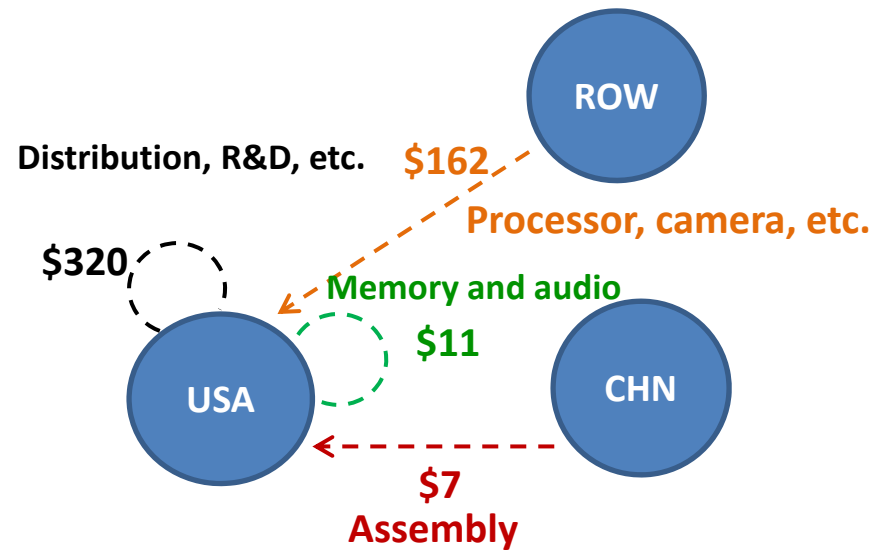 ROW
Distribution, R&D, etc.
$162
Processor, camera, etc.
$320
Memory and audio
$11
USA
CHN
$7
Assembly